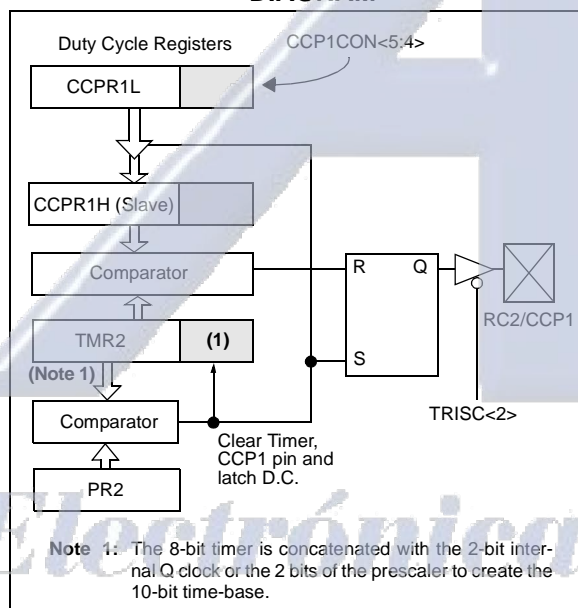 DIAGRAM
Duty Cycle Registers
CCP1CON<5:4>
CCPR1L
CCPR1H (Slave)
Comparator
R Q
RC2/CCP1
TMR2
(1)
(Note 1)
S
TRISC<2>
Comparator
Clear Timer,
CCP1 pin and
latch D.C.
PR2
Electrónica
Note 1: The 8-bit timer is concatenated with the 2-bit inter-
nal Q clock or the 2 bits of the prescaler to create the
10-bit time-base.